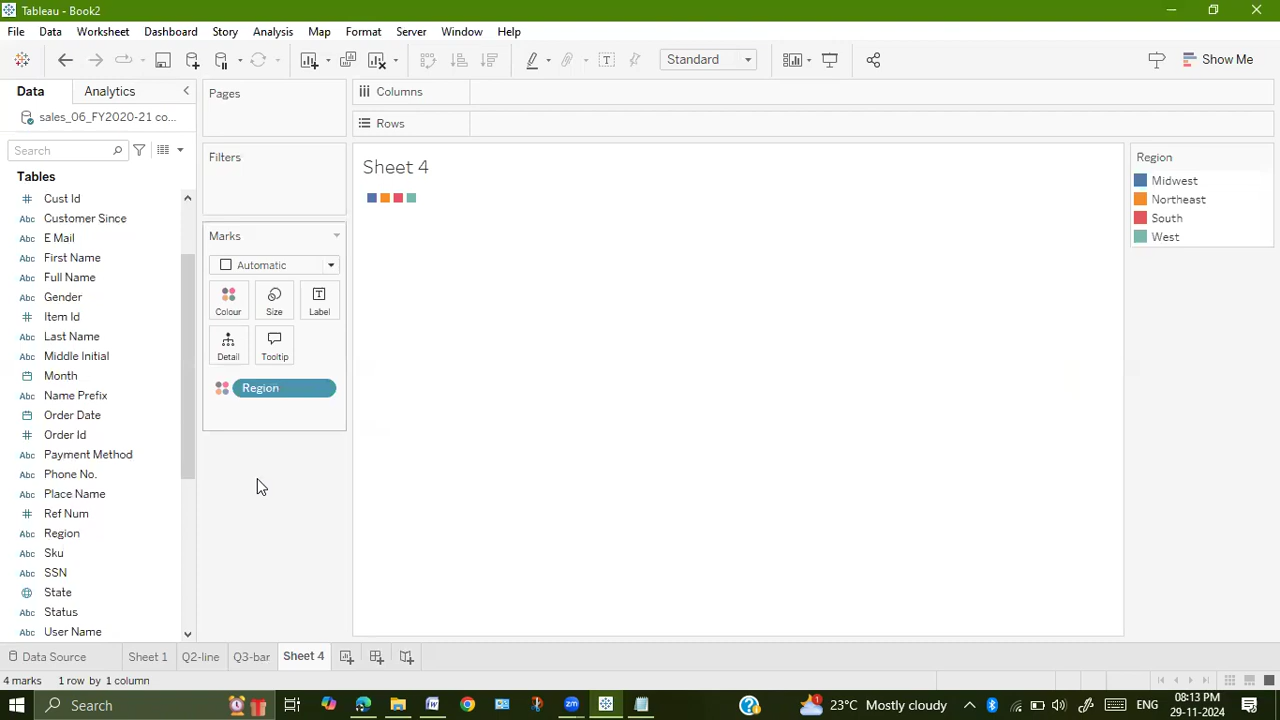 Tableau - Book2
File Data Worksheet Dashboard Story Analysis Map Format Server Window Help
Standard
Show Me
Data Analytics
sales_06_FY2020-21 co...
Search
Tables
Cust Id
Customer Since
E Mail
First Name
Full Name
Gender
Item Id
Last Name
Middle Initial
Month
Name Prefix
Order Date
Order Id
Payment Method
Phone No.
Place Name
Ref Num
Region
Sku
SSN
State
Status
User Name
Pages
Filters
Marks
Automatic
Colour Size Label
Detail Tooltip
Region
Columns
Rows
Sheet 4
Region
Midwest
Northeast
South
West
Data Source Sheet 1 Q2-line Q3-bar Sheet 4
4 marks 1 row by 1 column
Search
23°C Mostly cloudy
ENG
08:13 PM
29-11-2024